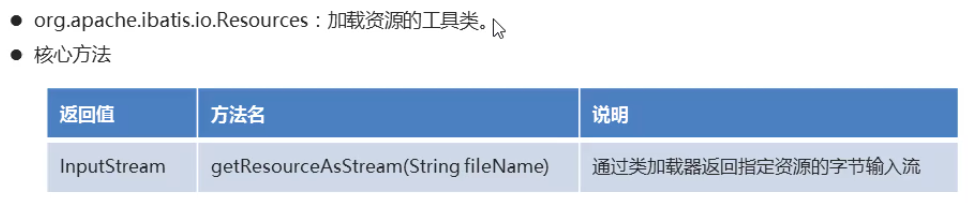 ● org.apache.ibatis.io.Resources：加载资源的工具类。
● 核心方法
返回值 方法名 说明
InputStream getResourceAsStream(String fileName) 通过类加载器返回指定资源的字节输入流